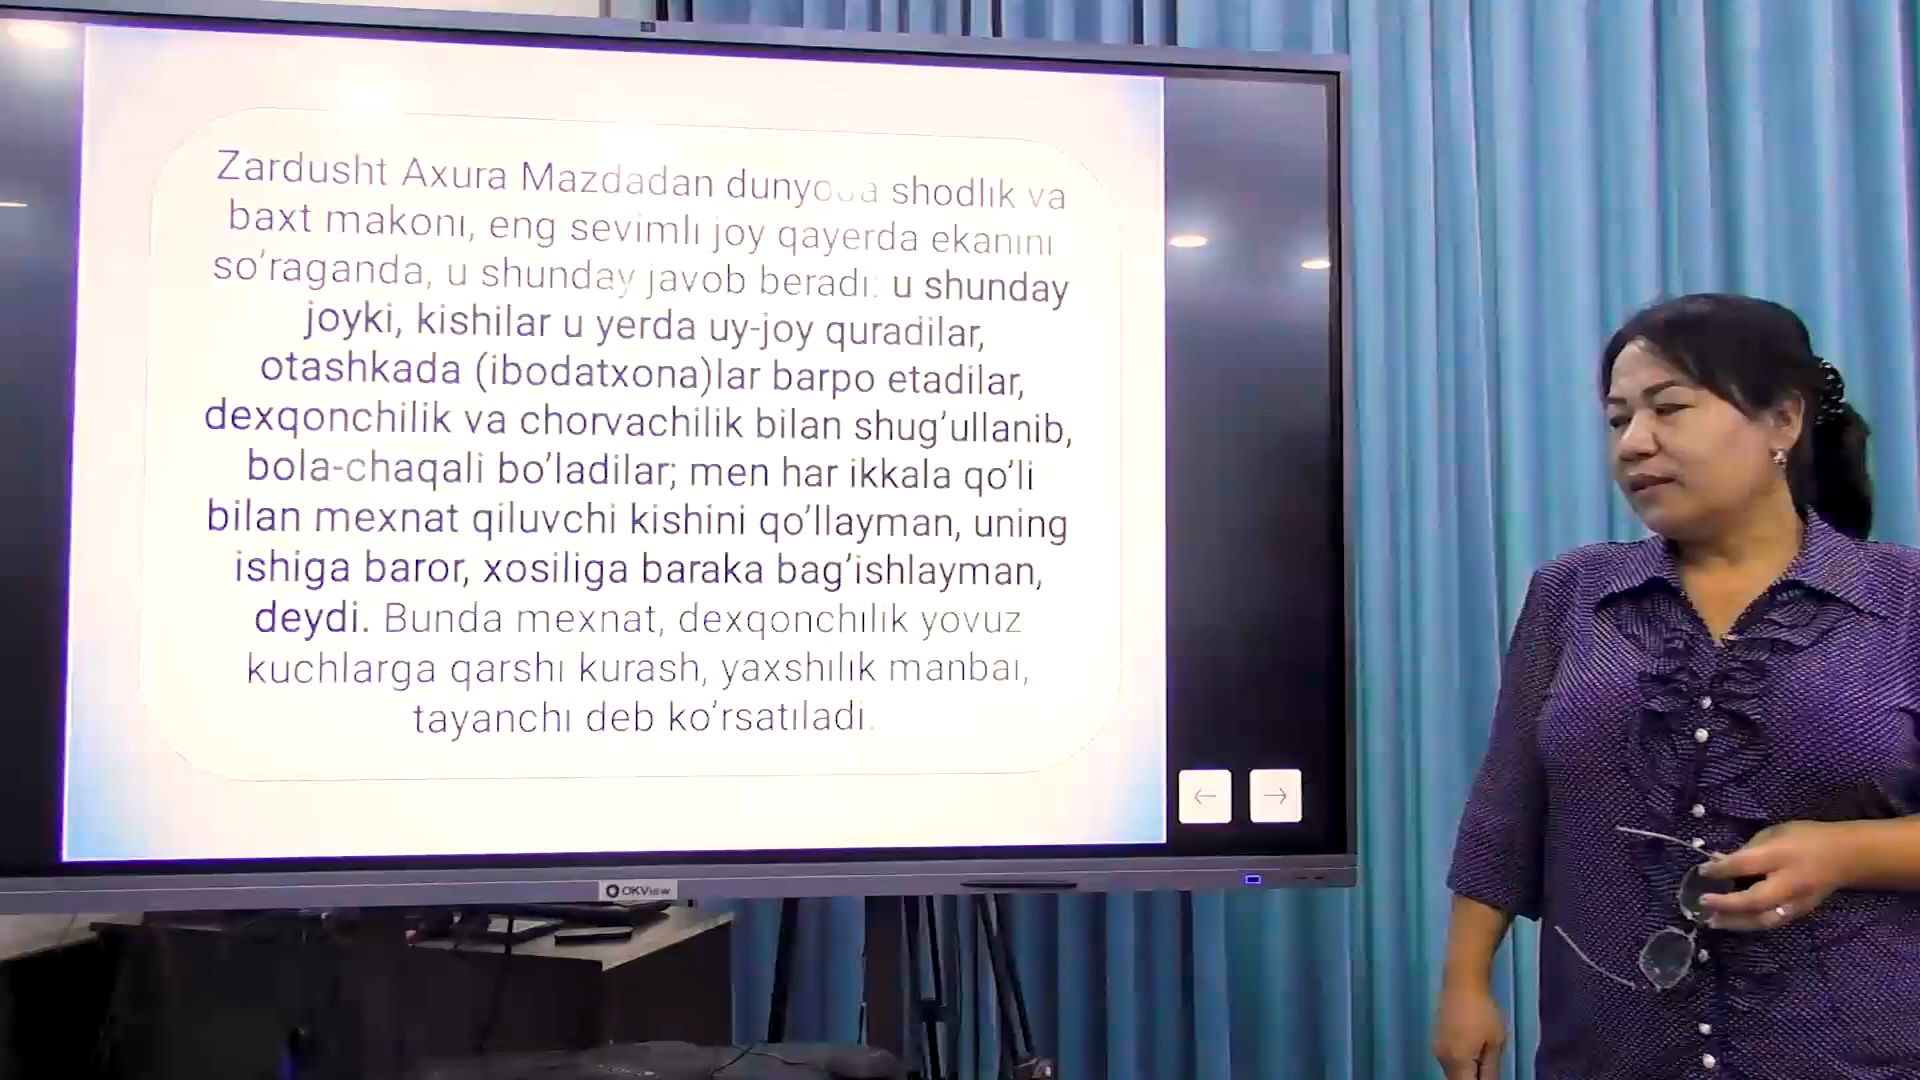 Zardusht Axura Mazdadan dunyoda shodlik va
baxt makoni, eng sevimli joy qayerda ekanini
so’raganda, u shunday javob beradi: u shunday
joyki, kishilar u yerda uy-joy quradilar,
otashkada (ibodatxona)lar barpo etadilar,
dexqonchilik va chorvachilik bilan shug’ullanib,
bola-chaqali bo’ladilar; men har ikkala qo’li
bilan mexnat qiluvchi kishini qo’llayman, uning
ishiga baror, xosiliga baraka bag’ishlayman,
deydi. Bunda mexnat, dexqonchilik yovuz
kuchlarga qarshi kurash, yaxshilik manbai,
tayanchi deb ko’rsatiladi.
OKView